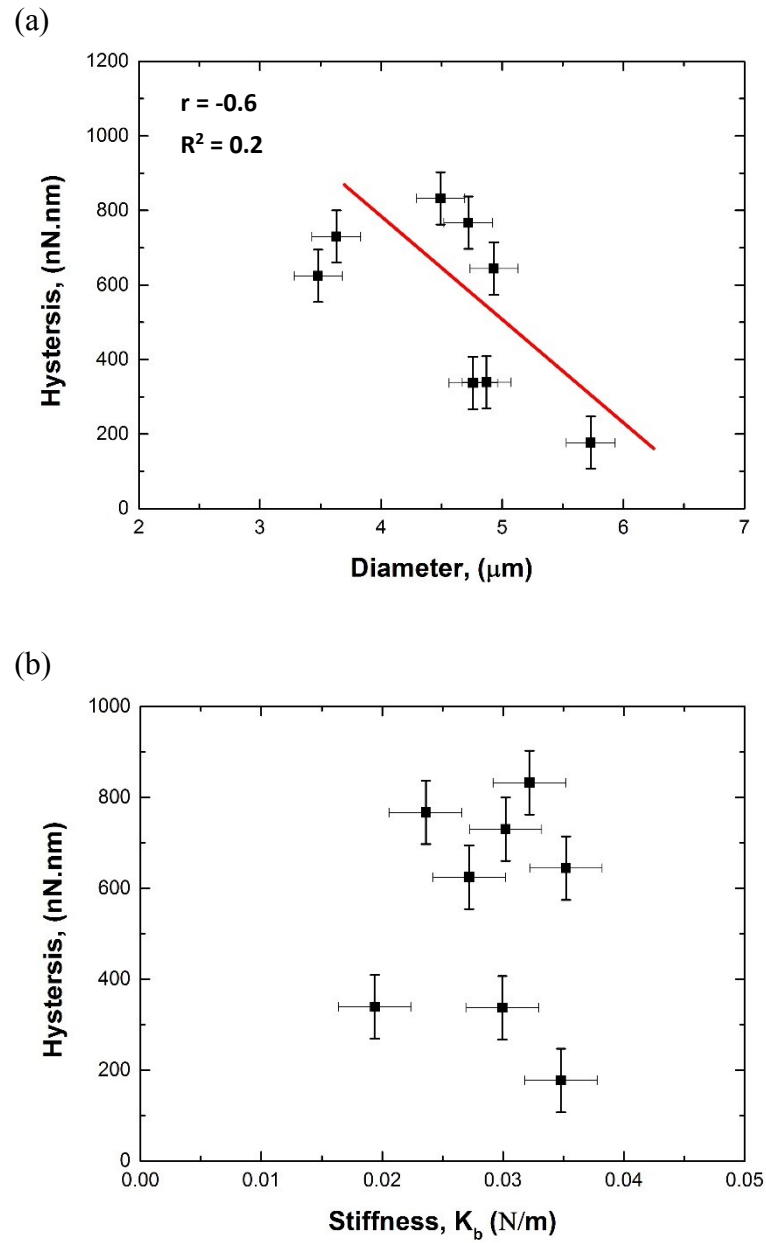 (a)
1200
1000
800
600
400
200
0
r = -0.6
R² = 0.2
Hystersis, (nN.nm)
2 3 4 5 6 7
Diameter, (μm)
(b)
1000
800
600
400
200
0
Hystersis, (nN.nm)
0.00 0.01 0.02 0.03 0.04 0.05
Stiffness, K_b (N/m)